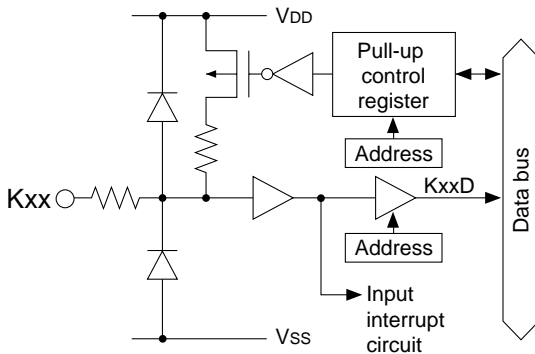 VDD
Pull-up
control
register
Address
Kxx
KxxD
Address
Data bus
Input
interrupt
circuit
VSS